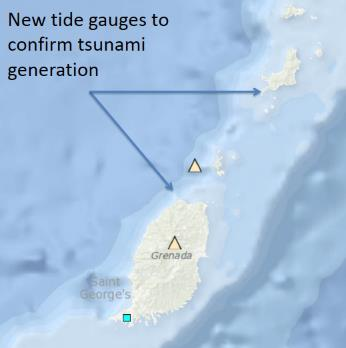 New tide gauges to
confirm tsunami
generation
Grenada
Saint
George's